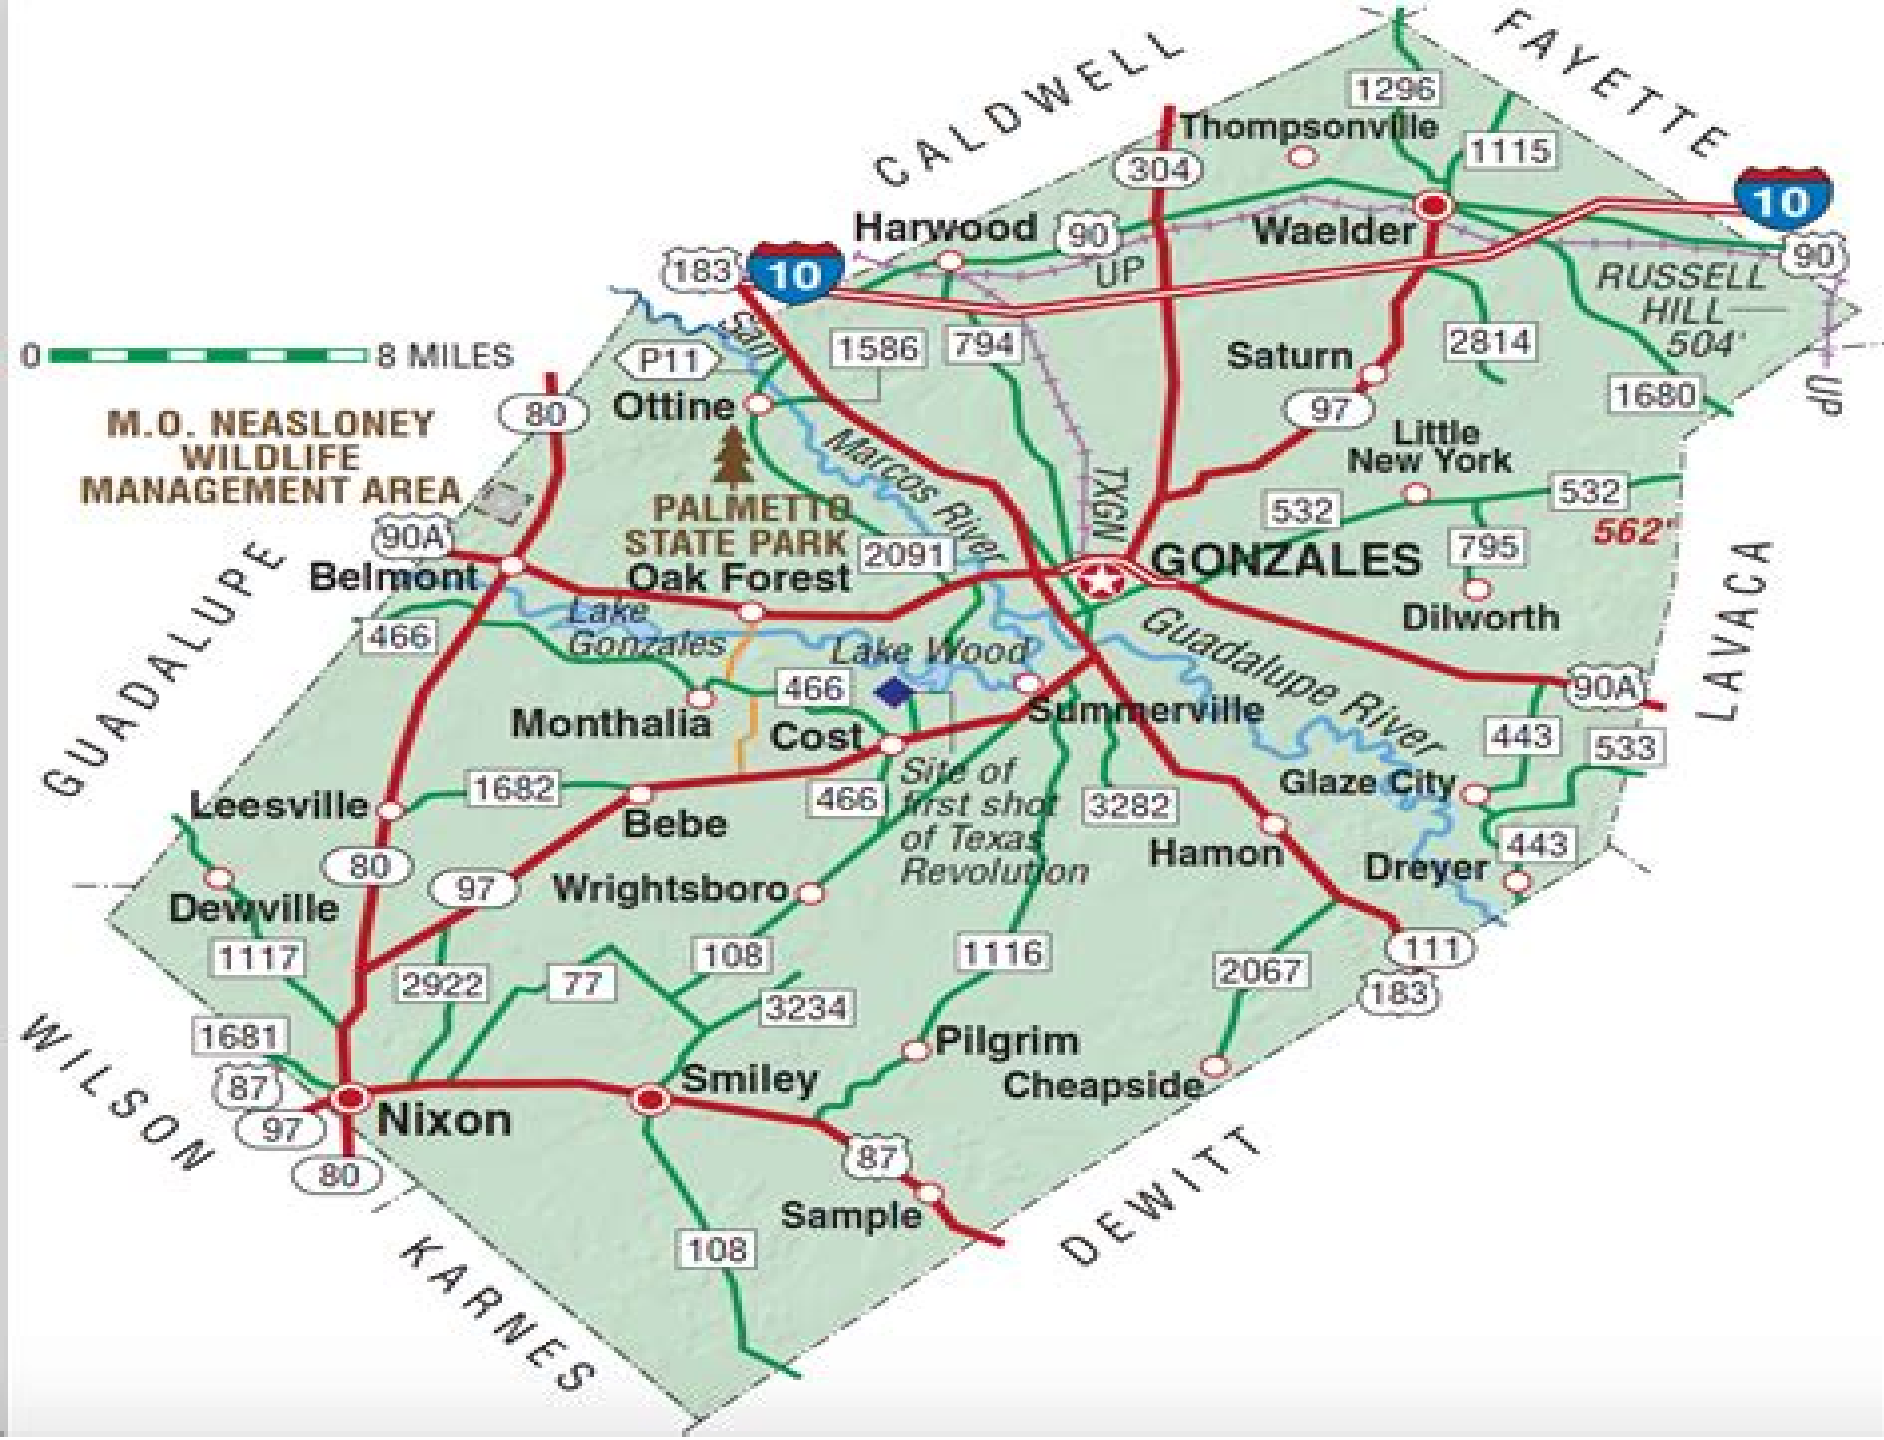 CALDWELL
FAYETTE
1296
Thompsonville
1115
304
10
Harwood
90
Waelder
183
10
UP
90
RUSSELL
HILL
504'
0
8 MILES
San
P11
1586
794
Saturn
2814
UP
M.O. NEASLONEY
WILDLIFE
MANAGEMENT AREA
80
Ottine
97
1680
Little
New York
Marcos River
TXGN
532
532
PALMETTO
STATE PARK
562'
90A
2091
795
Belmont
Oak Forest
GONZALES
GUADALUPE
LAVACA
466
Lake
Gonzales
Lake Wood
Guadalupe River
Dilworth
466
90A
Monthalia
Cost
Summerville
443
533
1682
466
Site of
first shot
of Texas
Revolution
3282
Glaze City
Leesville
Bebe
Hamon
443
80
97
Wrightsboro
Dreyer
Dewville
1117
2922
77
108
1116
2067
111
183
3234
1681
WILSON
87
97
Nixon
Smiley
Pilgrim
Cheapside
80
87
Sample
DEWITT
108
KARNES